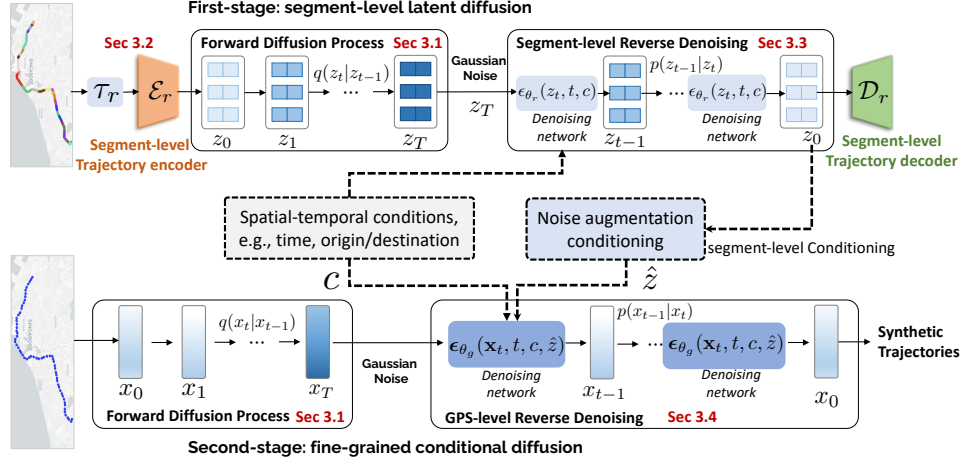 First-stage: segment-level latent diffusion
Sec 3.2
Forward Diffusion Process Sec 3.1
Segment-level Reverse Denoising Sec 3.3
Gaussian
Noise
q(z_t|z_{t-1})
p(z_{t-1}|z_t)
τ_r
ℰ_r
...
z_T
ϵ_{θ_r}(z_t, t, c)
...
ϵ_{θ_r}(z_t, t, c)
𝒟_r
Denoising
network
Denoising
network
z_0
z_1
z_T
z_{t-1}
z_0
Segment-level
Trajectory encoder
Segment-level
Trajectory decoder
Spatial-temporal conditions,
e.g., time, origin/destination
Noise augmentation
conditioning
segment-level Conditioning
c
ẑ
q(x_t|x_{t-1})
...
p(x_{t-1}|x_t)
ϵ_{θ_g}(x_t, t, c, ẑ)
...
ϵ_{θ_g}(x_t, t, c, ẑ)
Synthetic
Trajectories
Gaussian
Noise
Denoising
network
Denoising
network
x_0
x_1
x_T
x_{t-1}
x_0
Forward Diffusion Process Sec 3.1
GPS-level Reverse Denoising Sec 3.4
Second-stage: fine-grained conditional diffusion